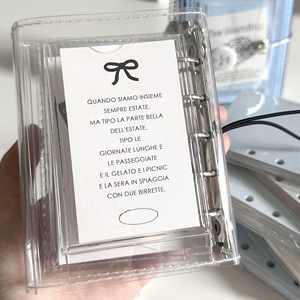 QUANDO SIAMO INSIEME
SEMPRE ESTATE.
MA TIPO LA PARTE BELLA
DELL'ESTATE.
TIPO LE
GIORNATE LUNGHE E
LE PASSEGGIATE
E IL GELATO E I PICNIC
E LA SERA IN SPIAGGIA
CON DUE BIRRETTE.